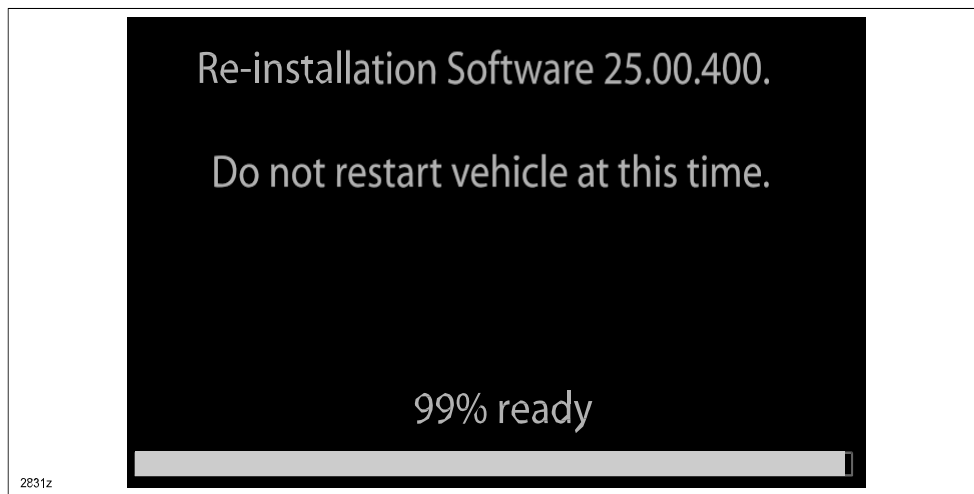 Re-installation Software 25.00.400.
Do not restart vehicle at this time.
99% ready
2831z